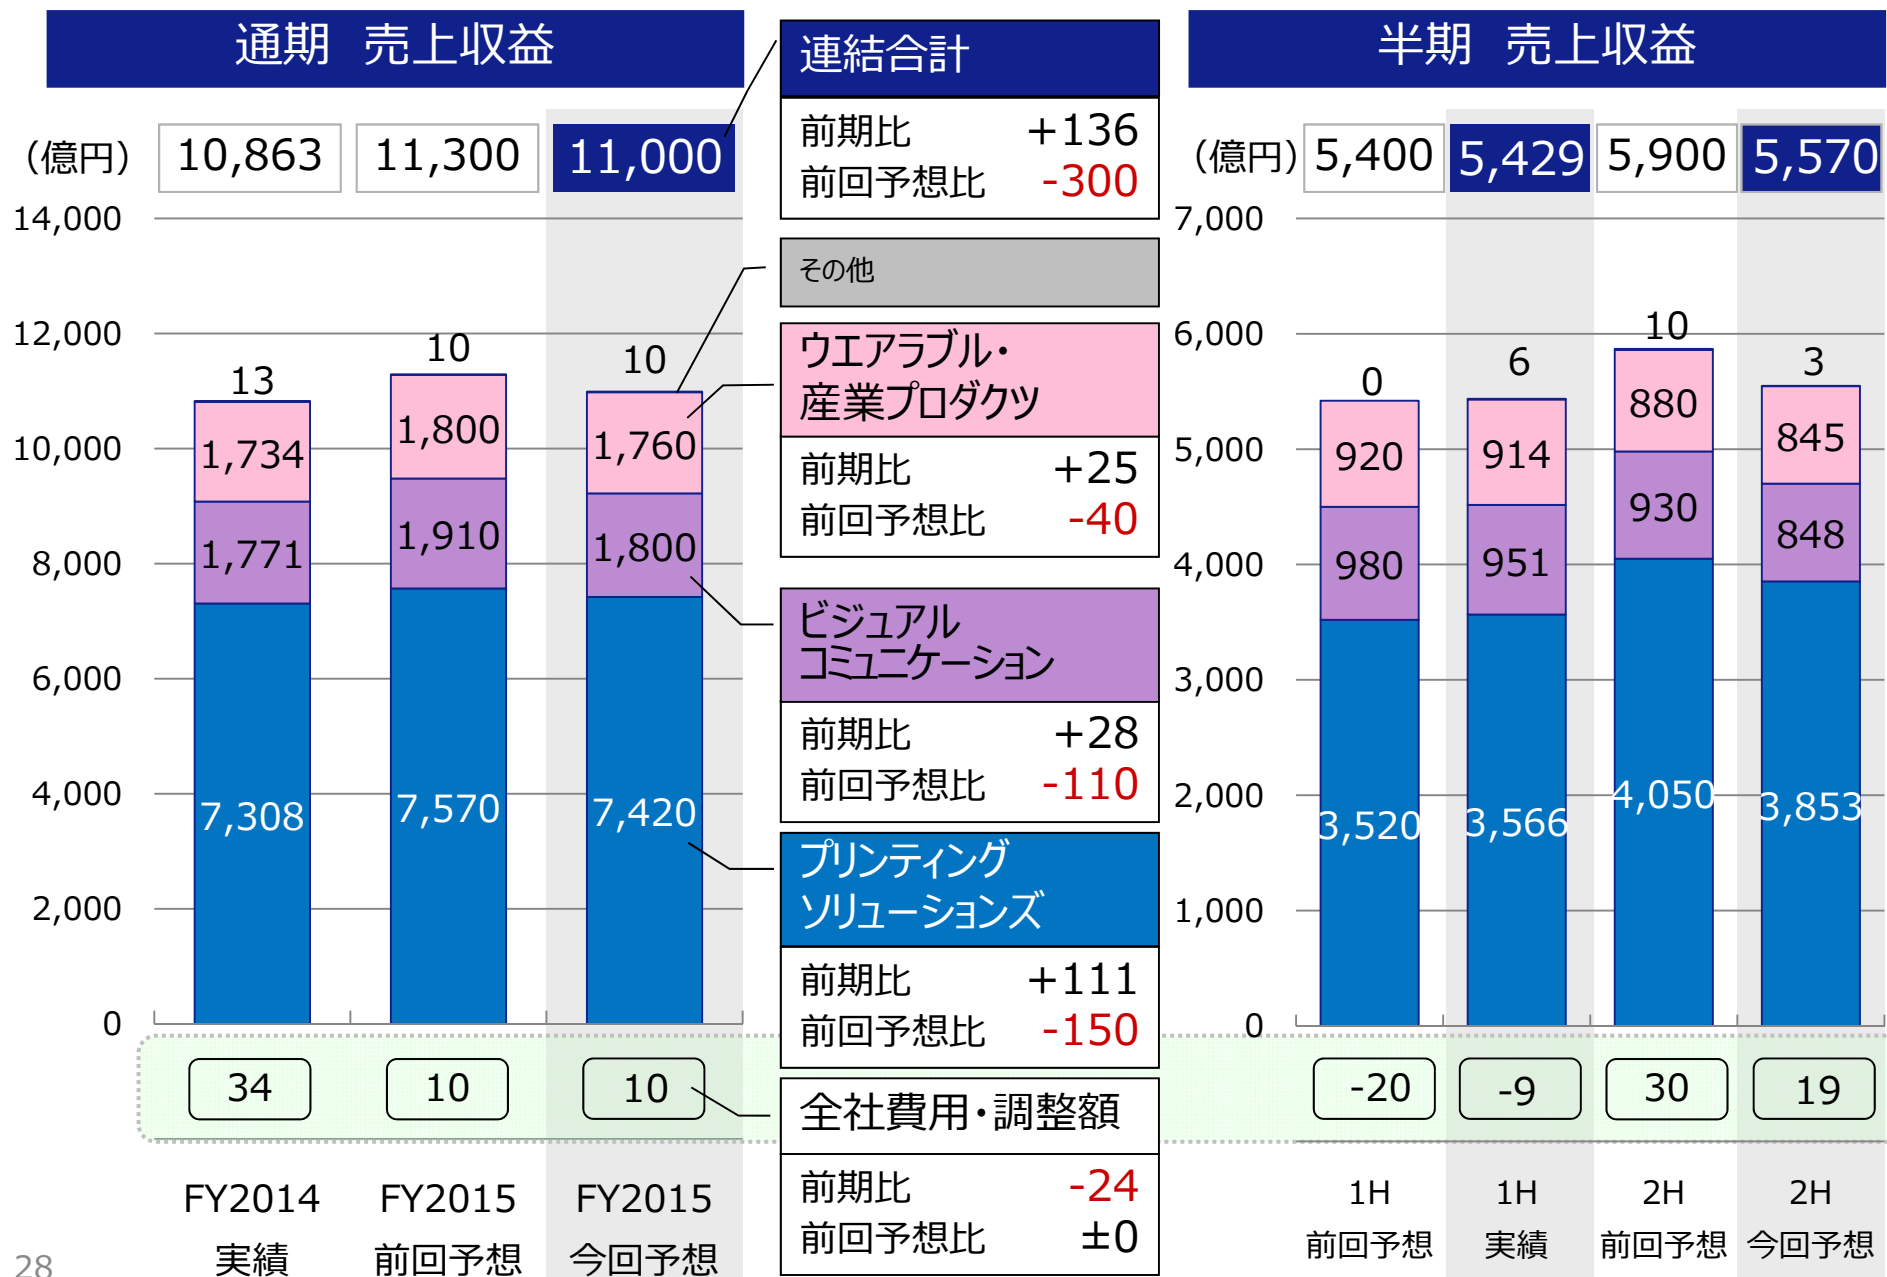 通期 売上収益
(億円)
10,863
11,300
11,000
14,000
12,000
10,000
8,000
6,000
4,000
2,000
0
13
1,734
1,771
7,308
10
1,800
1,910
7,570
10
1,760
1,800
7,420
34
10
10
FY2014
実績
FY2015
前回予想
FY2015
今回予想
連結合計
前期比 +136
前回予想比 -300
その他
ウエアラブル・
産業プロダクツ
前期比 +25
前回予想比 -40
ビジュアル
コミュニケーション
前期比 +28
前回予想比 -110
プリンティング
ソリューションズ
前期比 +111
前回予想比 -150
全社費用・調整額
前期比 -24
前回予想比 ±0
半期 売上収益
(億円)
5,400
5,429
5,900
5,570
7,000
6,000
5,000
4,000
3,000
2,000
1,000
0
0
920
980
3,520
6
914
951
3,566
10
880
930
4,050
3
845
848
3,853
-20
-9
30
19
1H
前回予想
1H
実績
2H
前回予想
2H
今回予想
28